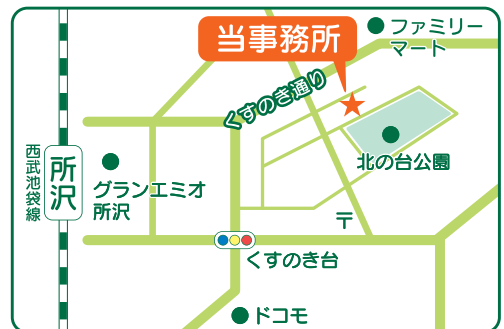 ファミリー
マート
当事務所
くすのき通り
北の台公園
西武池袋線
所沢
グランエミオ
所沢
〒
くすのき台
ドコモ